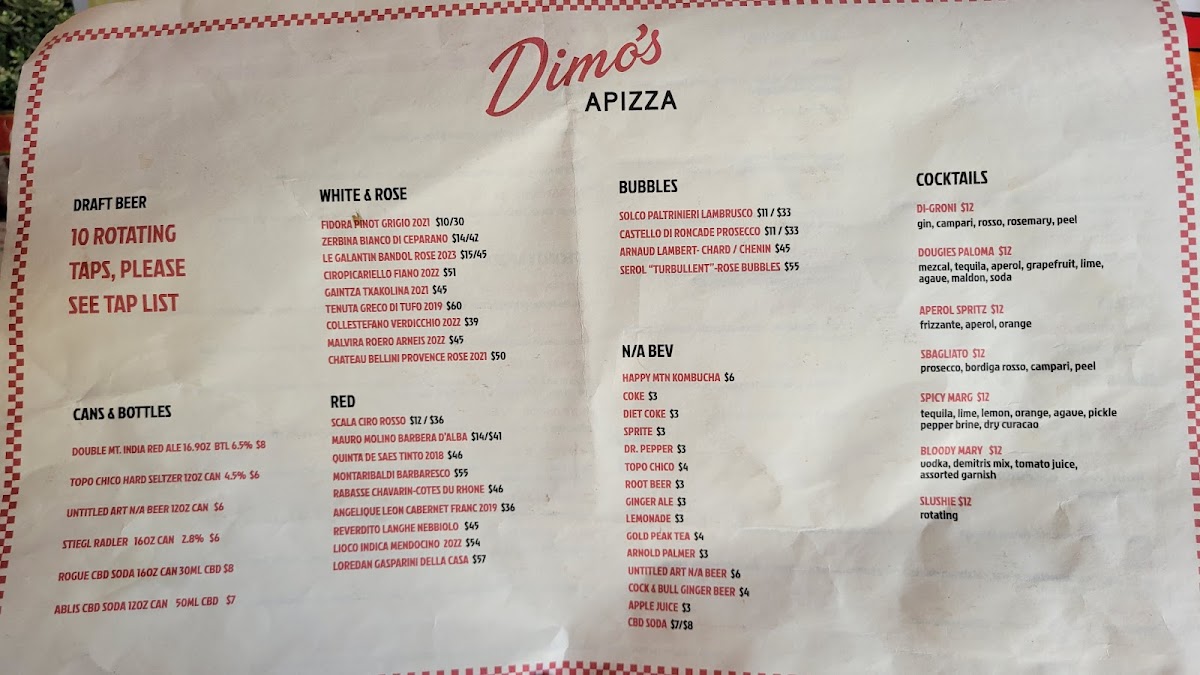 Dimo's
APIZZA
DRAFT BEER
10 ROTATING
TAPS, PLEASE
SEE TAP LIST
CANS & BOTTLES
DOUBLE MT. INDIA RED ALE 16.9OZ BTL 6.5% $8
TOPO CHICO HARD SELTZER 12OZ CAN 4.5% $6
UNTITLED ART N/A BEER 12OZ CAN $6
STIEGL RADLER 16OZ CAN 2.8% $6
ROGUE CBD SODA 16OZ CAN 30ML CBD $8
ABLIS CBD SODA 12OZ CAN 50ML CBD $7
WHITE & ROSE
FIDORA PINOT GRIGIO 2021 $10/30
ZERBINA BIANCO DI CEPARANO $14/42
LE GALANTIN BANDOL ROSE 2023 $15/45
CIROPICARIELLO FIANO 2022 $51
GAINTZA TXAKOLINA 2021 $45
TENUTA GRECO DI TUFO 2019 $60
COLLESTEFANO VERDICCHIO 2022 $39
MALVIRA ROERO ARNEIS 2022 $45
CHATEAU BELLINI PROVENCE ROSE 2021 $50
RED
SCALA CIRO ROSSO $12 / $36
MAURO MOLINO BARBERA D'ALBA $14/$41
QUINTA DE SAES TINTO 2018 $46
MONTARIBALDI BARBARESCO $55
RABASSE CHAVARIN-COTES DU RHONE $46
ANGELIQUE LEON CABERNET FRANC 2019 $36
REVERDITO LANGHE NEBBIOLO $45
LIOCO INDICA MENDOCINO 2022 $54
LOREDAN GASPARINI DELLA CASA $57
BUBBLES
SOLCO PALTRINIERI LAMBRUSCO $11 / $33
CASTELLO DI RONCADE PROSECCO $11 / $33
ARNAUD LAMBERT- CHARD / CHENIN $45
SEROL "TURBULLENT"-ROSE BUBBLES $55
N/A BEV
HAPPY MTN KOMBUCHA $6
COKE $3
DIET COKE $3
SPRITE $3
DR. PEPPER $3
TOPO CHICO $4
ROOT BEER $3
GINGER ALE $3
LEMONADE $3
GOLD PEAK TEA $4
ARNOLD PALMER $3
UNTITLED ART N/A BEER $6
COCK & BULL GINGER BEER $4
APPLE JUICE $3
CBD SODA $7/$8
COCKTAILS
DI-GRONI $12
gin, campari, rosso, rosemary, peel
DOUGIES PALOMA $12
mezcal, tequila, aperol, grapefruit, lime,
agave, maldon, soda
APEROL SPRITZ $12
frizzante, aperol, orange
SBAGLIATO $12
prosecco, bordiga rosso, campari, peel
SPICY MARG $12
tequila, lime, lemon, orange, agave, pickle
pepper brine, dry curacao
BLOODY MARY $12
vodka, demitris mix, tomato juice,
assorted garnish
SLUSHIE $12
rotating